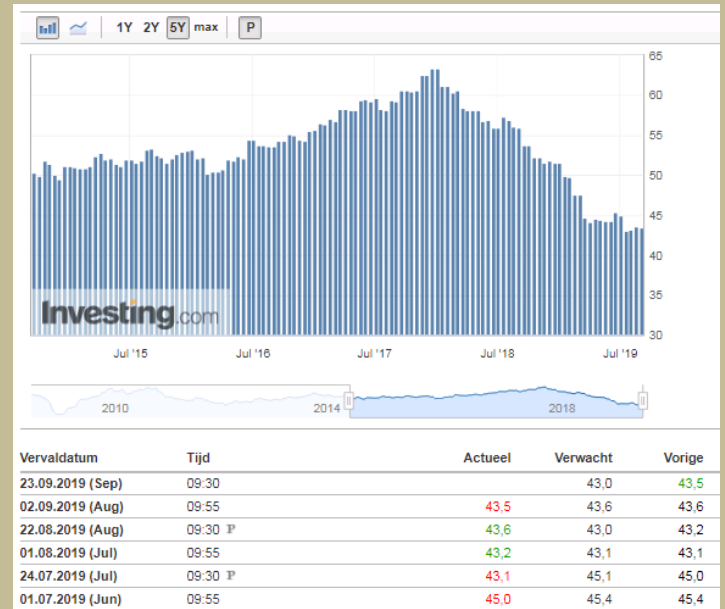 1Y 2Y 5Y max P
65
60
55
50
45
40
35
30
Investing.com
Jul '15 Jul '16 Jul '17 Jul '18 Jul '19
2010 2014 2018
Vervaldatum Tijd Actueel Verwacht Vorige
23.09.2019 (Sep) 09:30 43,0 43,5
02.09.2019 (Aug) 09:55 43,5 43,6 43,6
22.08.2019 (Aug) 09:30 P 43,6 43,0 43,2
01.08.2019 (Jul) 09:55 43,2 43,1 43,1
24.07.2019 (Jul) 09:30 P 43,1 45,1 45,0
01.07.2019 (Jun) 09:55 45,0 45,4 45,4